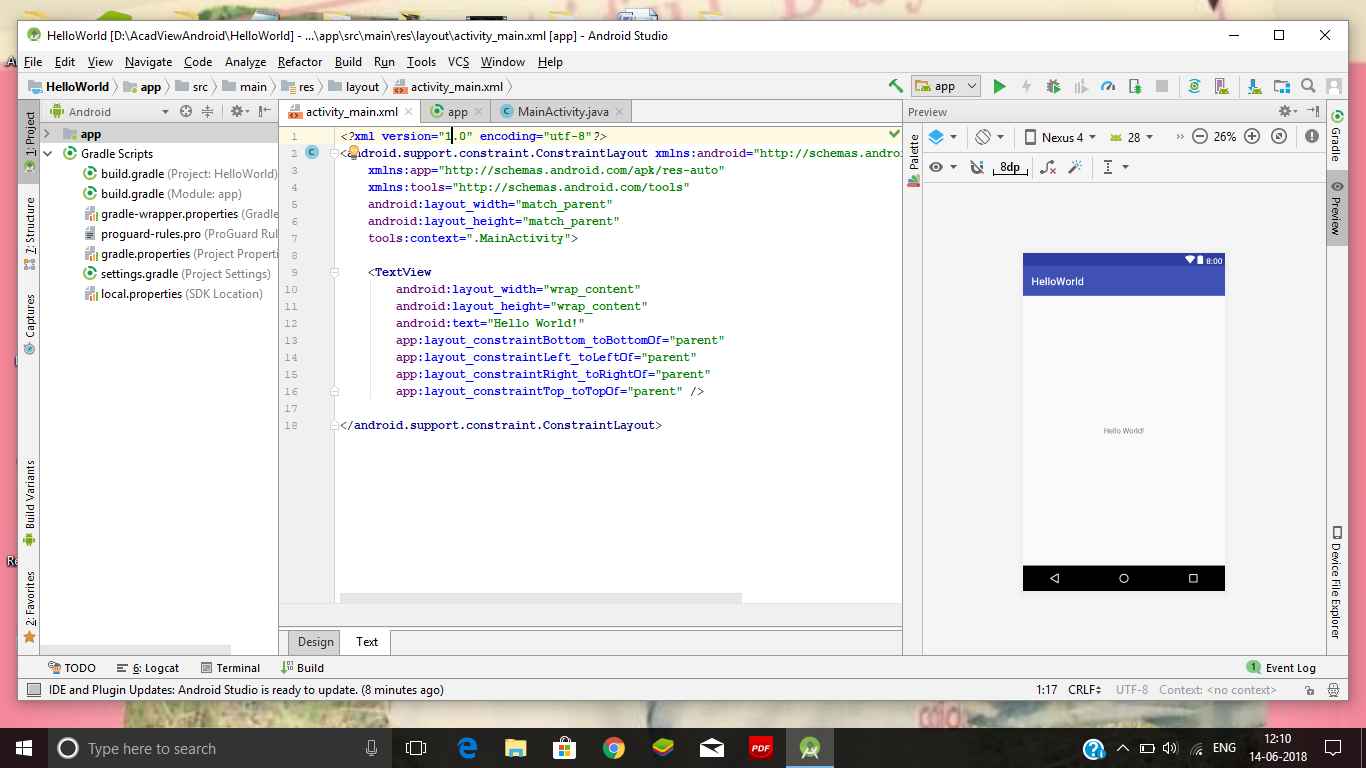 HelloWorld [D:\AcadViewAndroid\HelloWorld] - ...\app\src\main\res\layout\activity_main.xml [app] - Android Studio
File Edit View Navigate Code Analyze Refactor Build Run Tools VCS Window Help
HelloWorld app src main res layout activity_main.xml app
Android activity_main.xml app MainActivity.java Preview
1: Project
7: Structure
Captures
Build Variants
2: Favorites
app
Gradle Scripts
build.gradle (Project: HelloWorld)
build.gradle (Module: app)
gradle-wrapper.properties (Gradle
proguard-rules.pro (ProGuard Rul
gradle.properties (Project Properti
settings.gradle (Project Settings)
local.properties (SDK Location)
1 <?xml version="1.0" encoding="utf-8"?>
2 C <android.support.constraint.ConstraintLayout xmlns:android="http://schemas.andro
3 xmlns:app="http://schemas.android.com/apk/res-auto"
4 xmlns:tools="http://schemas.android.com/tools"
5 android:layout_width="match_parent"
6 android:layout_height="match_parent"
7 tools:context=".MainActivity">
8
9 <TextView
10 android:layout_width="wrap_content"
11 android:layout_height="wrap_content"
12 android:text="Hello World!"
13 app:layout_constraintBottom_toBottomOf="parent"
14 app:layout_constraintLeft_toLeftOf="parent"
15 app:layout_constraintRight_toRightOf="parent"
16 app:layout_constraintTop_toTopOf="parent" />
17
18 </android.support.constraint.ConstraintLayout>
Design Text
Palette
Nexus 4 28 26%
8dp
8:00
HelloWorld
Hello World!
Gradle
Preview
Device File Explorer
TODO 6: Logcat Terminal Build 1 Event Log
IDE and Plugin Updates: Android Studio is ready to update. (8 minutes ago) 1:17 CRLF UTF-8 Context: <no context>
Type here to search PDF ENG 12:10
14-06-2018